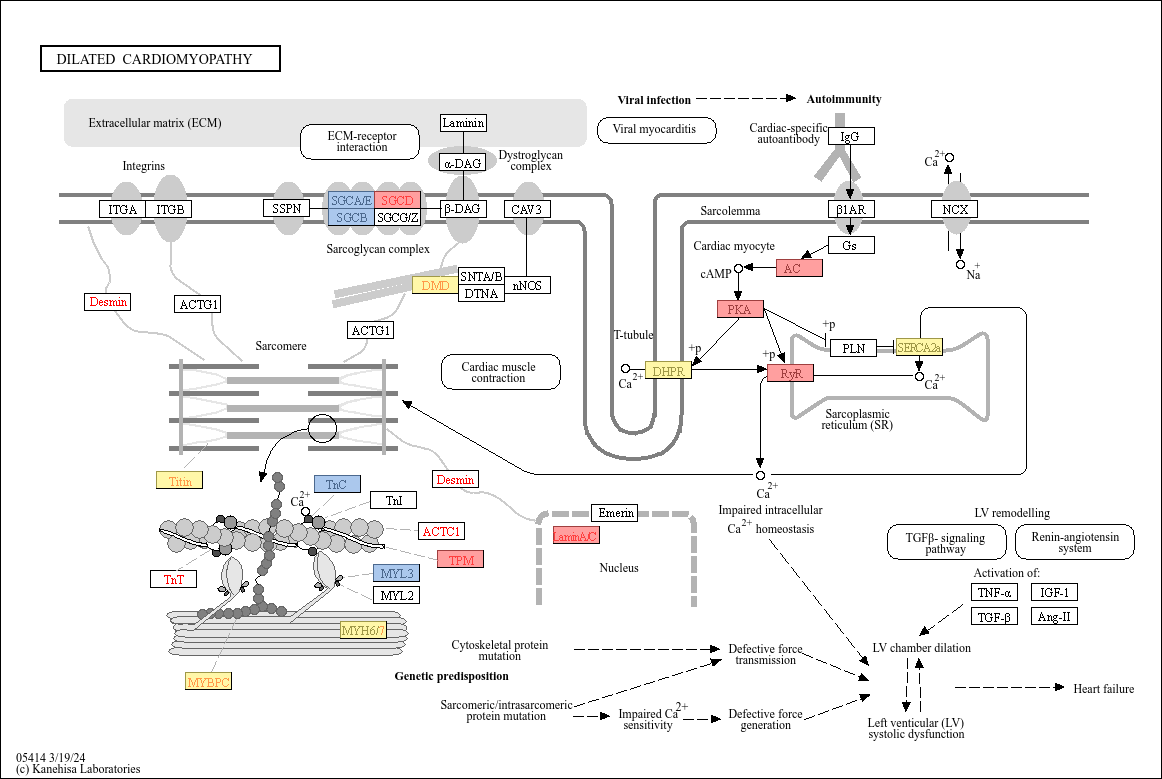 DILATED CARDIOMYOPATHY
Viral infection
Autoimmunity
Extracellular matrix (ECM)
ECM-receptor
interaction
Laminin
Viral myocarditis
Cardiac-specific
autoantibody
IgG
Integrins
α-DAG
Dystroglycan
complex
Ca2+
ITGA
ITGB
SSPN
SGCA/E
SGCD
SGCB
SGCG/Z
β-DAG
CAV3
Sarcolemma
β1AR
NCX
Sarcoglycan complex
Cardiac myocyte
Gs
cAMP
AC
Na+
DMD
SNTA/B
DTNA
nNOS
Desmin
ACTG1
PKA
ACTG1
T-tubule
+p
+p
+p
PLN
SERCA2a
Sarcomere
Cardiac muscle
contraction
Ca2+
DHPR
RyR
Ca2+
Sarcoplasmic
reticulum (SR)
Titin
TnC
Desmin
Ca2+
TnI
Ca2+
Emerin
Impaired intracellular
Ca2+ homeostasis
LV remodelling
ACTC1
LaminA/C
TGFβ- signaling
pathway
Renin-angiotensin
system
TPM
Nucleus
TnT
MYL3
MYL2
Activation of:
TNF-α
IGF-1
TGF-β
Ang-II
MYH6/7
MYBPC
Cytoskeletal protein
mutation
Defective force
transmission
LV chamber dilation
Genetic predisposition
Heart failure
Sarcomeric/intrasarcomeric
protein mutation
Impaired Ca2+
sensitivity
Defective force
generation
Left venticular (LV)
systolic dysfunction
05414 3/19/24
(c) Kanehisa Laboratories